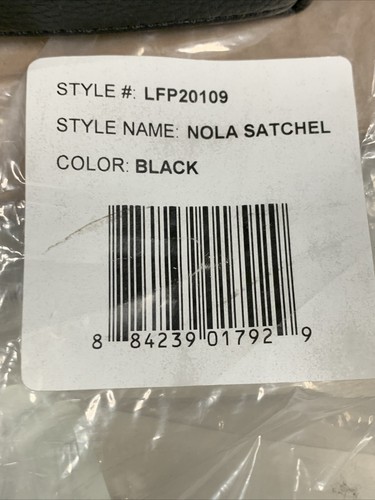 STYLE #: LFP20109
STYLE NAME: NOLA SATCHEL
COLOR: BLACK
8 84239 01792 9